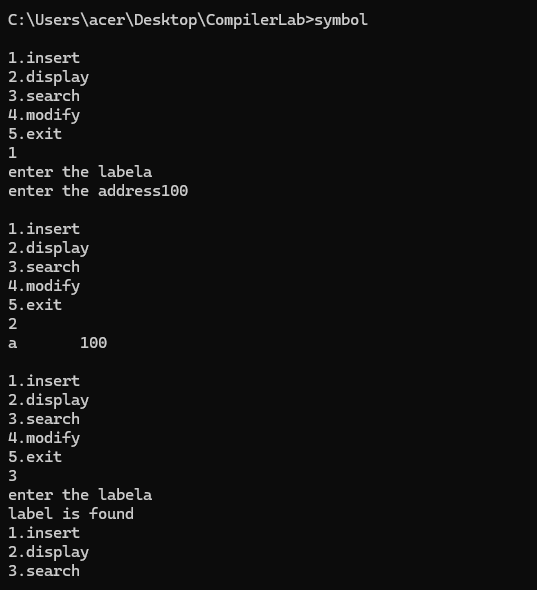 C:\Users\acer\Desktop\CompilerLab>symbol
1.insert
2.display
3.search
4.modify
5.exit
1
enter the labela
enter the address100
1.insert
2.display
3.search
4.modify
5.exit
2
a       100
1.insert
2.display
3.search
4.modify
5.exit
3
enter the labela
label is found
1.insert
2.display
3.search